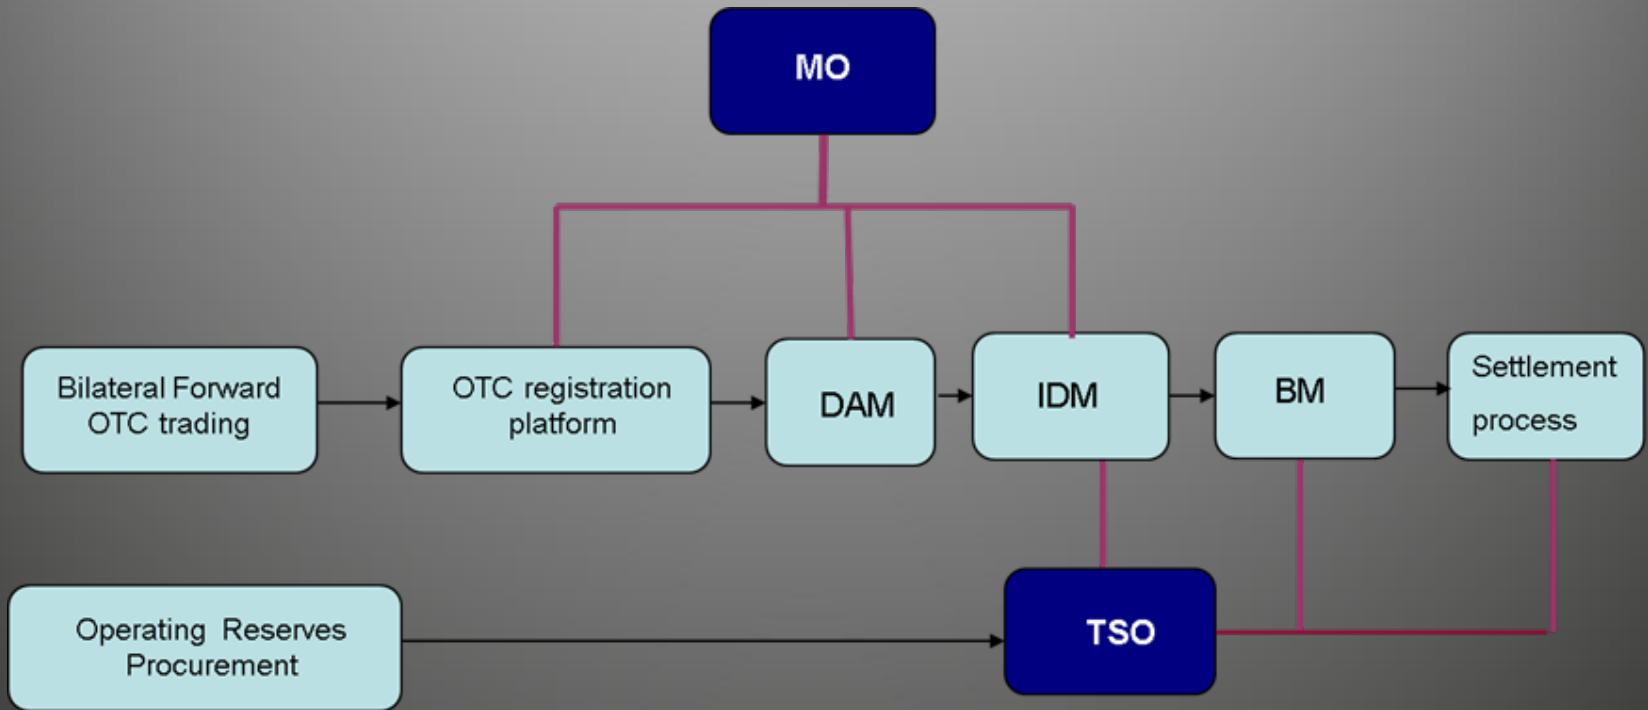 MO
Bilateral Forward
OTC trading
OTC registration
platform
DAM
IDM
BM
Settlement
process
Operating Reserves
Procurement
TSO